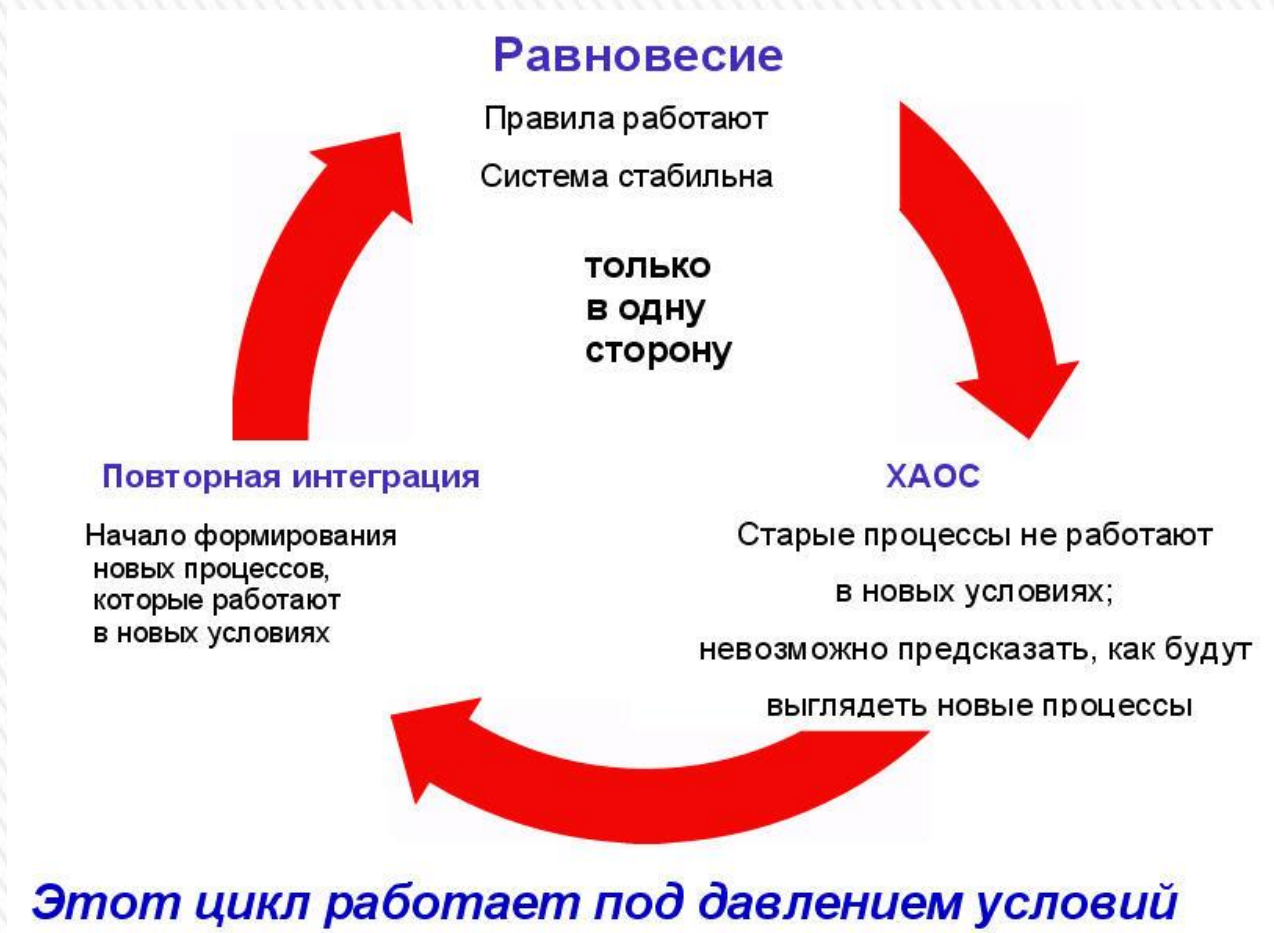 Равновесие
Правила работают
Система стабильна
только
в одну
сторону
Повторная интеграция
Начало формирования
новых процессов,
которые работают
в новых условиях
ХАОС
Старые процессы не работают
в новых условиях;
невозможно предсказать, как будут
выглядеть новые процессы
Этот цикл работает под давлением условий